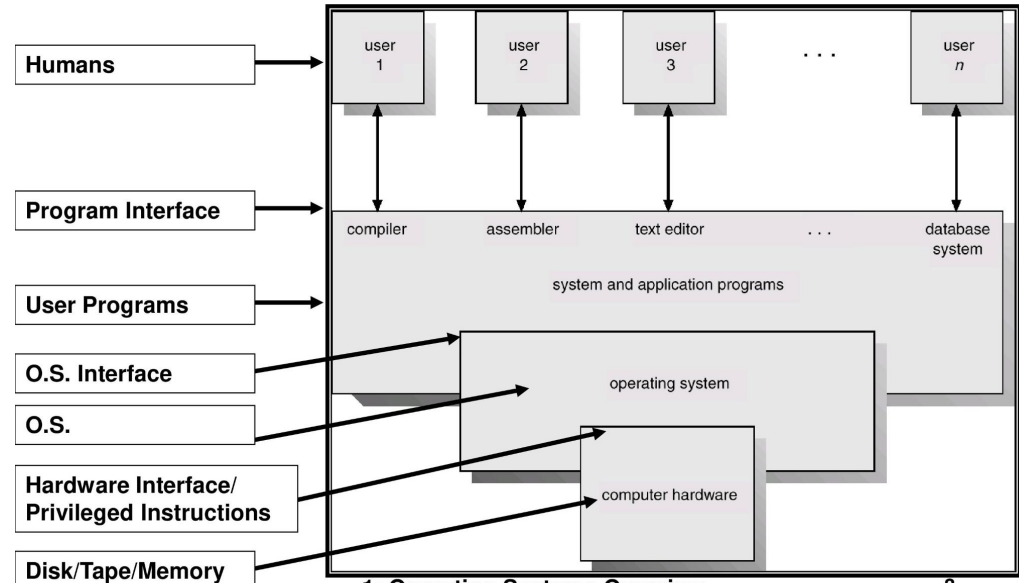 Humans
user
1
user
2
user
3
. . .
user
n
Program Interface
compiler
assembler
text editor
. . .
database
system
User Programs
system and application programs
O.S. Interface
operating system
O.S.
Hardware Interface/
Privileged Instructions
computer hardware
Disk/Tape/Memory